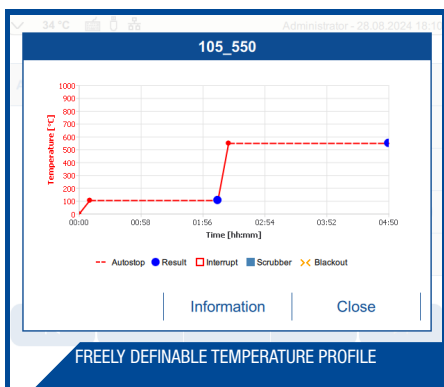 34 °C
Administrator - 28.06.2024 18:10
105_550
Temperature [°C]
1000
900
800
700
600
500
400
300
200
100
0
00:00 00:58 01:56 02:54 03:52 04:50
Time [hh:mm]
Autostop Result Interrupt Scrubber Blackout
Information Close
FREELY DEFINABLE TEMPERATURE PROFILE